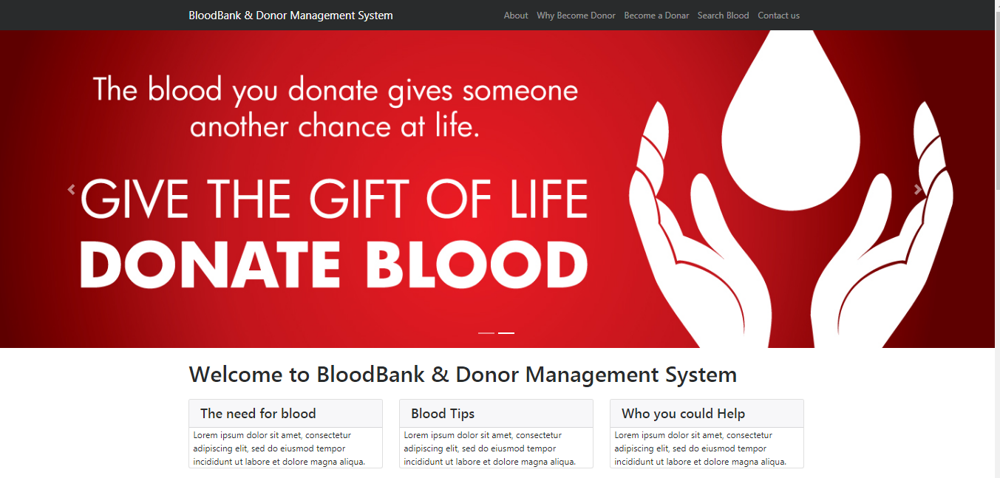 BloodBank & Donor Management System
About Why Become Donor Become a Donar Search Blood Contact us
The blood you donate gives someone
another chance at life.
GIVE THE GIFT OF LIFE
DONATE BLOOD
Welcome to BloodBank & Donor Management System
The need for blood
Lorem ipsum dolor sit amet, consectetur
adipiscing elit, sed do eiusmod tempor
incididunt ut labore et dolore magna aliqua.
Blood Tips
Lorem ipsum dolor sit amet, consectetur
adipiscing elit, sed do eiusmod tempor
incididunt ut labore et dolore magna aliqua.
Who you could Help
Lorem ipsum dolor sit amet, consectetur
adipiscing elit, sed do eiusmod tempor
incididunt ut labore et dolore magna aliqua.